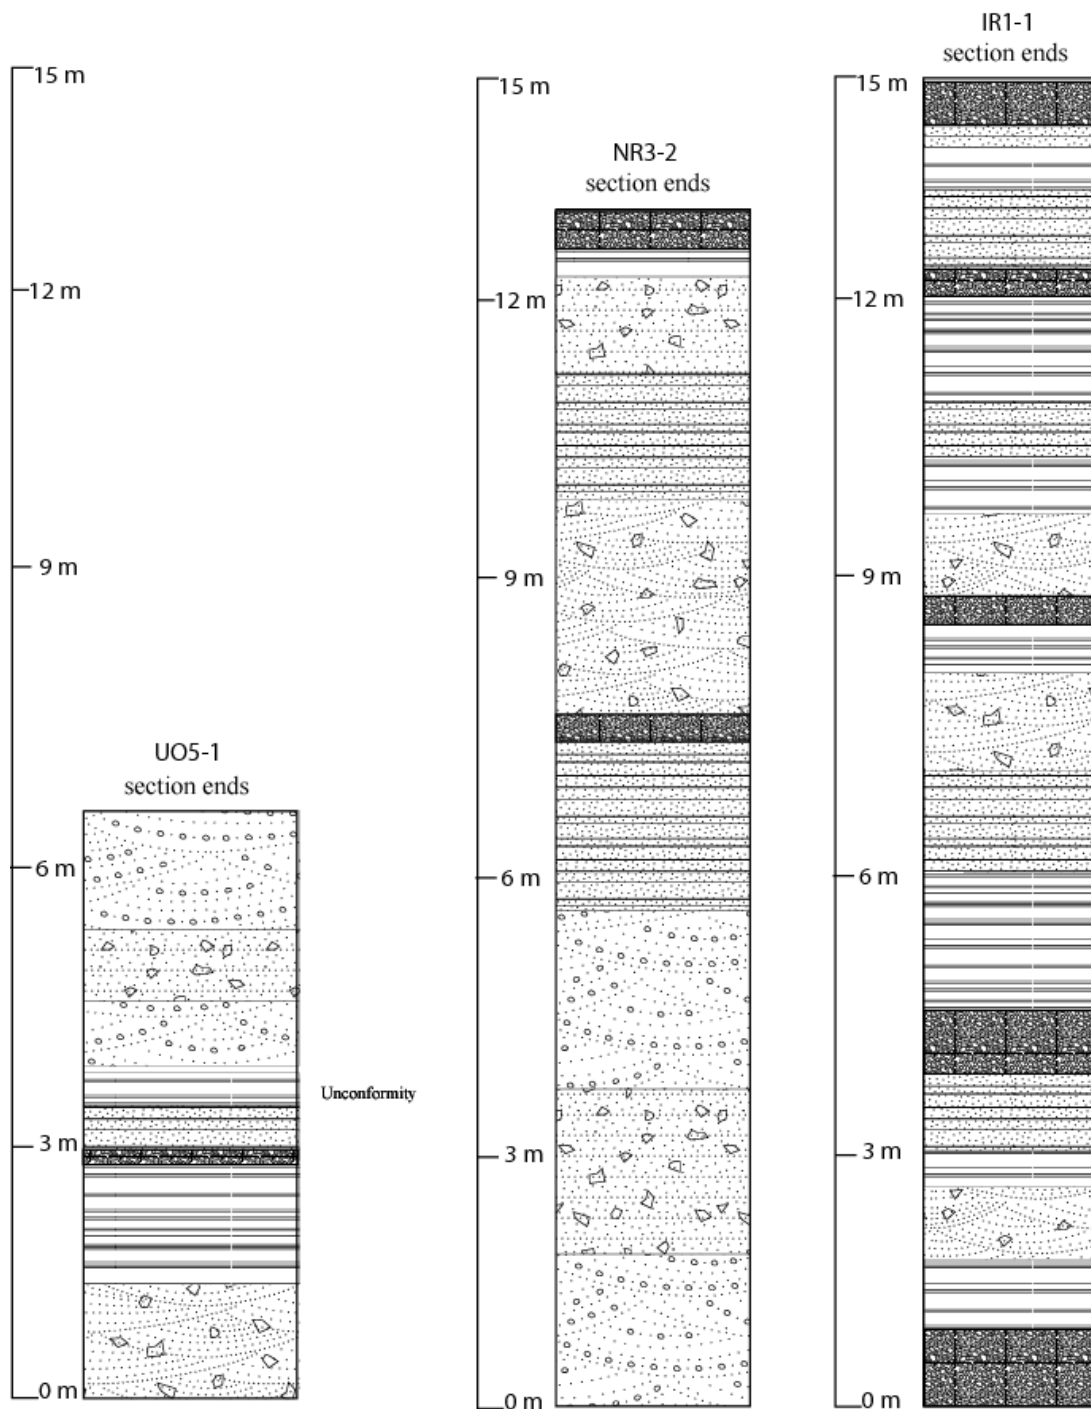 IR1-1
section ends
15 m
15 m
15 m
NR3-2
section ends
12 m
12 m
12 m
9 m
9 m
9 m
UO5-1
section ends
6 m
6 m
6 m
Unconformity
3 m
3 m
3 m
0 m
0 m
0 m